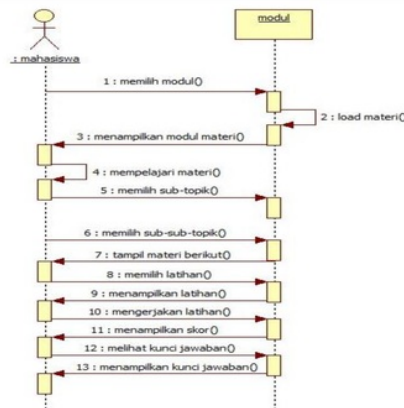 modul
: mahasiswa
1 : memilih modul()
2 : load materi()
3 : menampilkan modul materi()
4 : mempelajari materi()
5 : memilih sub-topik()
6 : memilih sub-sub-topik()
7 : tampil materi berikut()
8 : memilih latihan()
9 : menampilkan latihan()
10 : mengerjakan latihan()
11 : menampilkan skor()
12 : melihat kunci jawaban()
13 : menampilkan kunci jawaban()